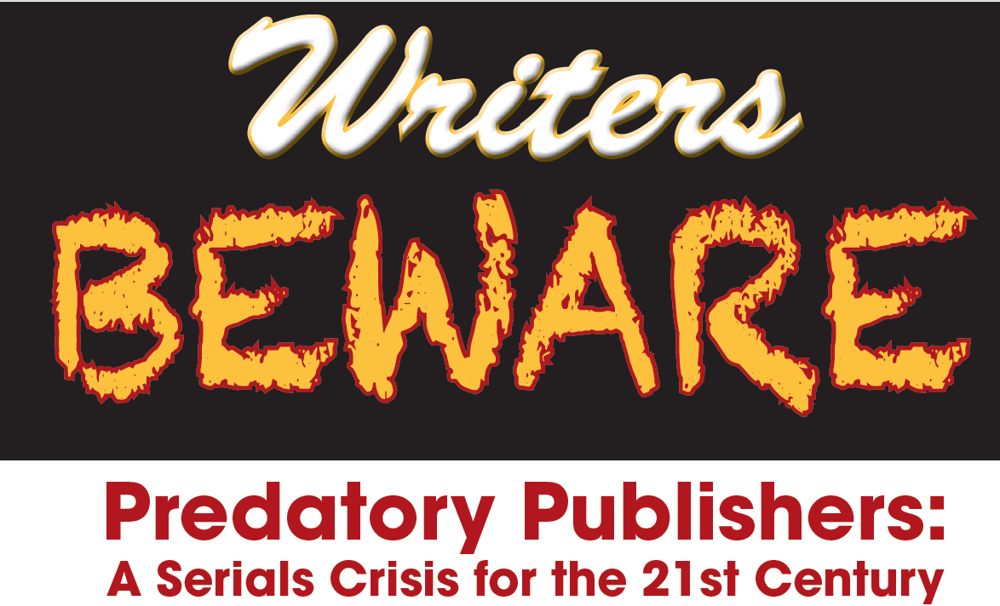 Writers
BEWARE
Predatory Publishers:
A Serials Crisis for the 21st Century